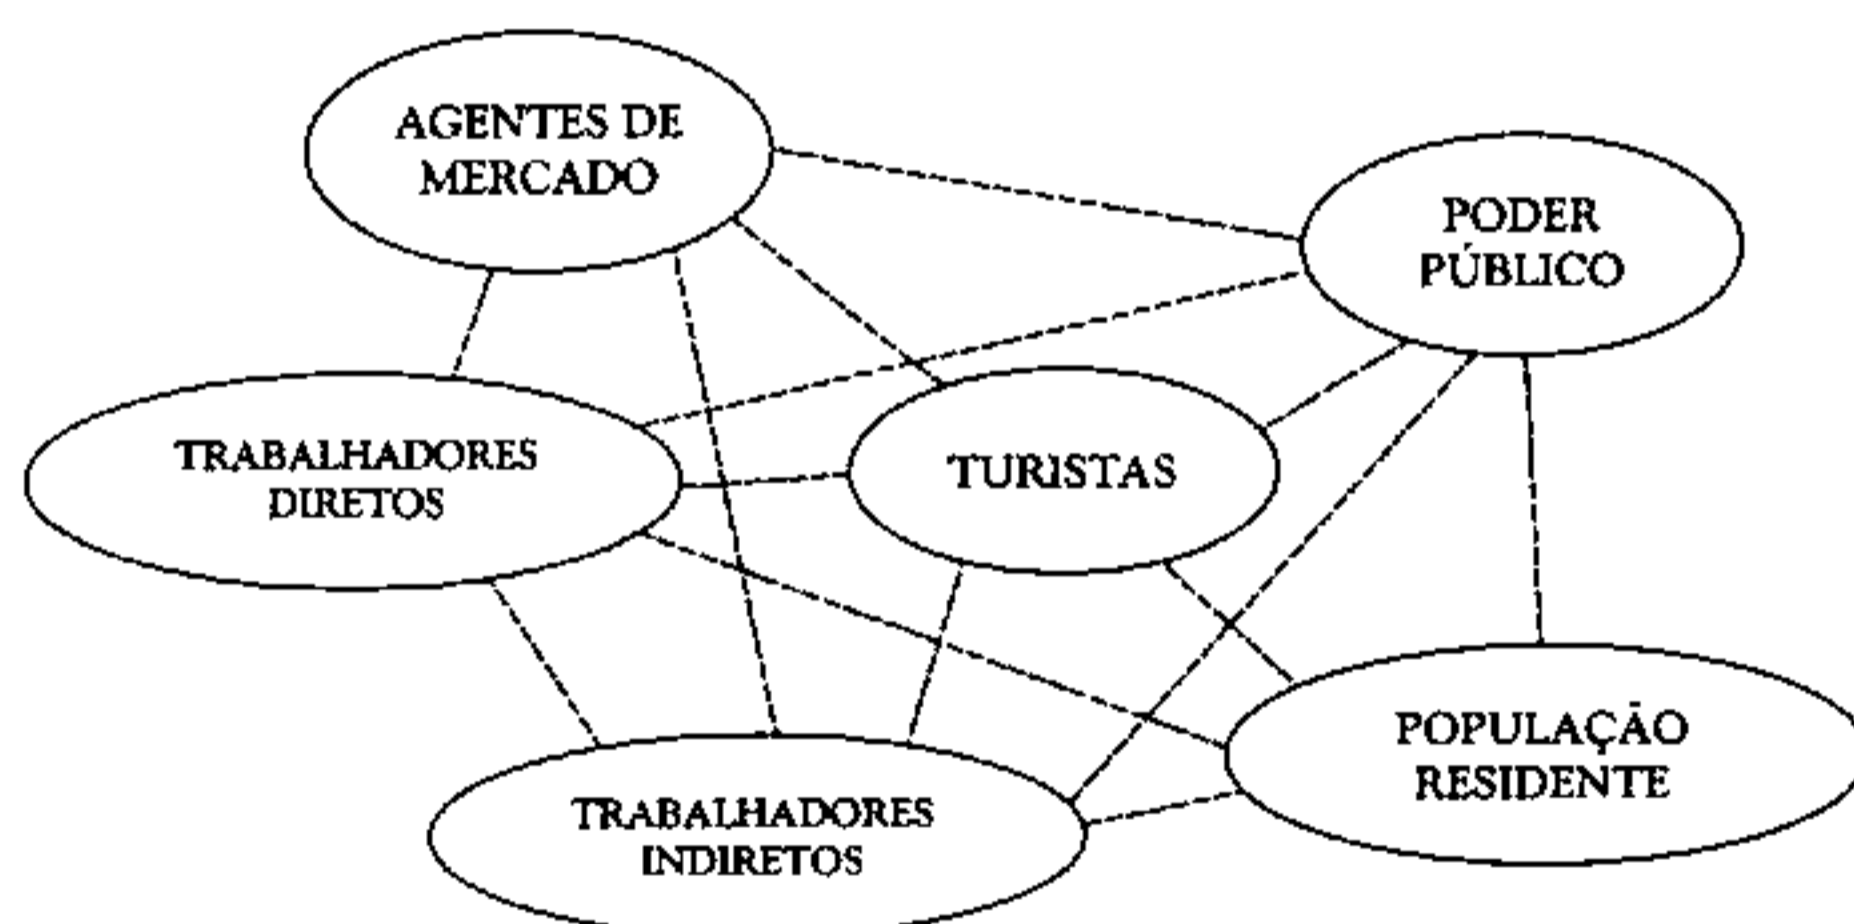 AGENTES DE
MERCADO
PODER
PÚBLICO
TRABALHADORES
DIRETOS
TURISTAS
POPULAÇÃO
RESIDENTE
TRABALHADORES
INDIRETOS